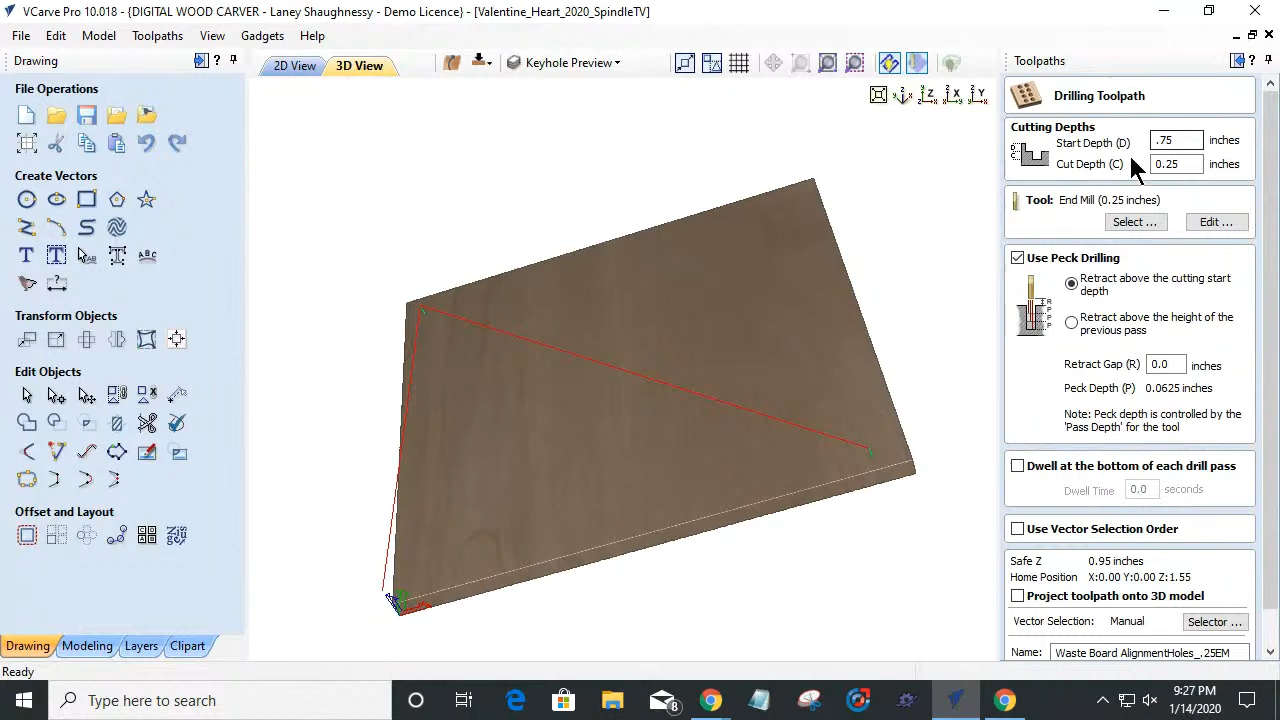 VCarve Pro 10.018 - {DIGITAL WOOD CARVER - Laney Shaughnessy - Demo Licence} - [Valentine_Heart_2020_SpindleTV]
File Edit Model Toolpaths View Gadgets Help
Drawing
File Operations
Create Vectors
Transform Objects
Edit Objects
Offset and Layout
Drawing Modeling Layers Clipart
2D View 3D View
Keyhole Preview
Z X Y
Toolpaths
Drilling Toolpath
Cutting Depths
Start Depth (D) .75 inches
Cut Depth (C) 0.25 inches
Tool: End Mill (0.25 inches)
Select ... Edit ...
Use Peck Drilling
Retract above the cutting start
depth
Retract above the height of the
previous pass
Retract Gap (R) 0.0 inches
Peck Depth (P) 0.0625 inches
Note: Peck depth is controlled by the
'Pass Depth' for the tool
Dwell at the bottom of each drill pass
Dwell Time 0.0 seconds
Use Vector Selection Order
Safe Z 0.95 inches
Home Position X:0.00 Y:0.00 Z:1.55
Project toolpath onto 3D model
Vector Selection: Manual Selector ...
Name: Waste Board AlignmentHoles_.25EM
Ready
Type here to search
8
9:27 PM
1/14/2020